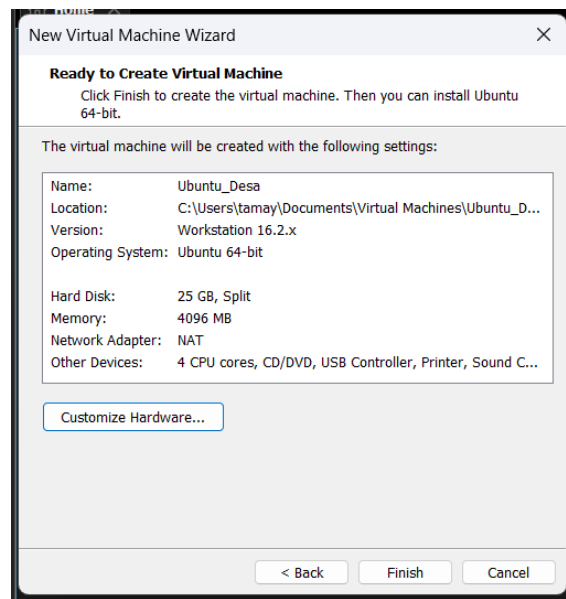 Home
New Virtual Machine Wizard
Ready to Create Virtual Machine
Click Finish to create the virtual machine. Then you can install Ubuntu
64-bit.
The virtual machine will be created with the following settings:
Name: Ubuntu_Desa
Location: C:\Users\tamay\Documents\Virtual Machines\Ubuntu_D...
Version: Workstation 16.2.x
Operating System: Ubuntu 64-bit
Hard Disk: 25 GB, Split
Memory: 4096 MB
Network Adapter: NAT
Other Devices: 4 CPU cores, CD/DVD, USB Controller, Printer, Sound C...
Customize Hardware...
< Back Finish Cancel